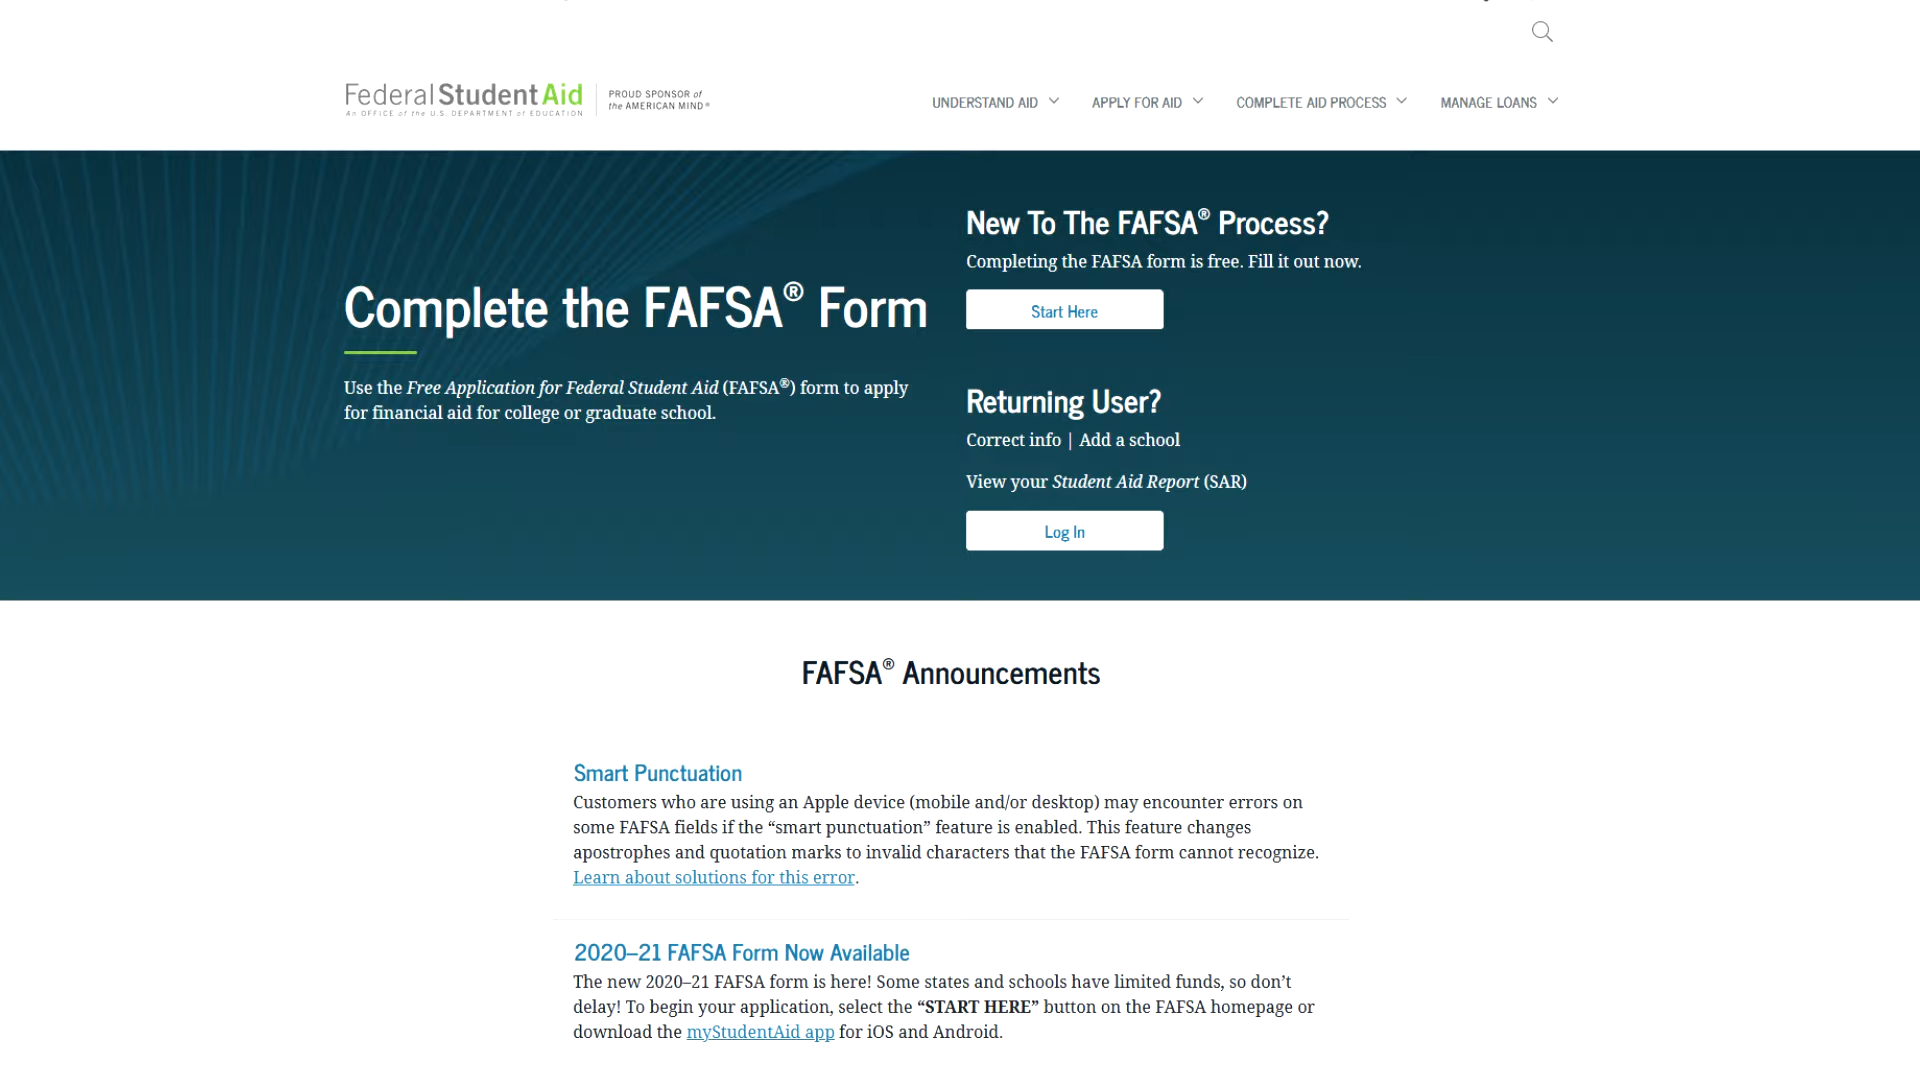 Federal Student Aid
An OFFICE of the U.S. DEPARTMENT of EDUCATION
PROUD SPONSOR of
the AMERICAN MIND®
UNDERSTAND AID
APPLY FOR AID
COMPLETE AID PROCESS
MANAGE LOANS
Complete the FAFSA® Form
Use the Free Application for Federal Student Aid (FAFSA®) form to apply
for financial aid for college or graduate school.
New To The FAFSA® Process?
Completing the FAFSA form is free. Fill it out now.
Start Here
Returning User?
Correct info | Add a school
View your Student Aid Report (SAR)
Log In
FAFSA® Announcements
Smart Punctuation
Customers who are using an Apple device (mobile and/or desktop) may encounter errors on
some FAFSA fields if the “smart punctuation” feature is enabled. This feature changes
apostrophes and quotation marks to invalid characters that the FAFSA form cannot recognize.
Learn about solutions for this error.
2020–21 FAFSA Form Now Available
The new 2020–21 FAFSA form is here! Some states and schools have limited funds, so don’t
delay! To begin your application, select the “START HERE” button on the FAFSA homepage or
download the myStudentAid app for iOS and Android.